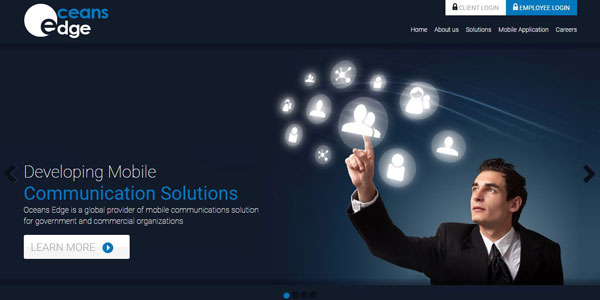 Oceans
edge
CLIENT LOGIN
EMPLOYEE LOGIN
Home About us Solutions Mobile Application Careers
Developing Mobile
Communication Solutions
Oceans Edge is a global provider of mobile communications solution
for government and commercial organizations
LEARN MORE